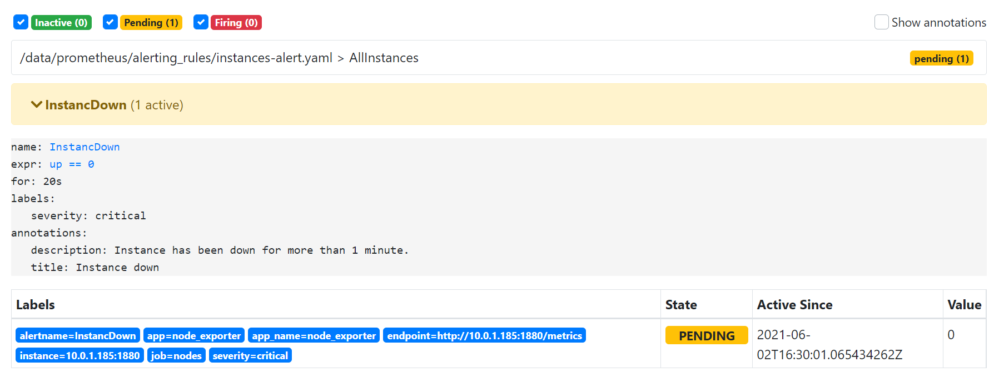 Inactive (0) Pending (1) Firing (0) Show annotations
/data/prometheus/alerting_rules/instances-alert.yaml > AllInstances pending (1)
InstancDown (1 active)
name: InstancDown
expr: up == 0
for: 20s
labels:
severity: critical
annotations:
description: Instance has been down for more than 1 minute.
title: Instance down
Labels State Active Since Value
alertname=InstancDown app=node_exporter app_name=node_exporter endpoint=http://10.0.1.185:1880/metrics PENDING 2021-06- 0
instance=10.0.1.185:1880 job=nodes severity=critical 02T16:30:01.065434262Z